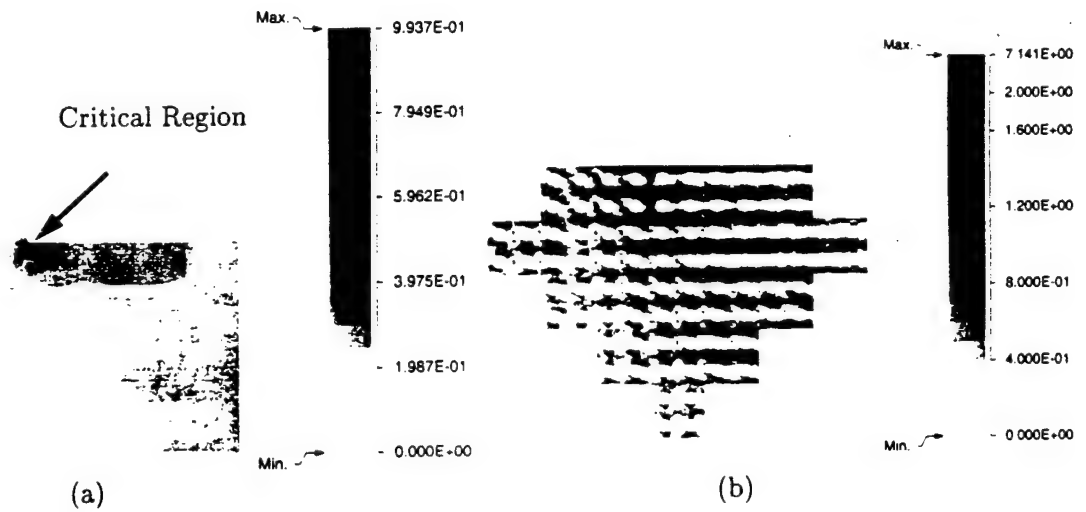 Max.
9.937E-01
7.949E-01
5.962E-01
3.975E-01
1.987E-01
0.000E+00
Min.
Critical Region
(a)
Max.
7.141E+00
2.000E+00
1.600E+00
1.200E+00
8.000E-01
4.000E-01
0.000E+00
Min.
(b)